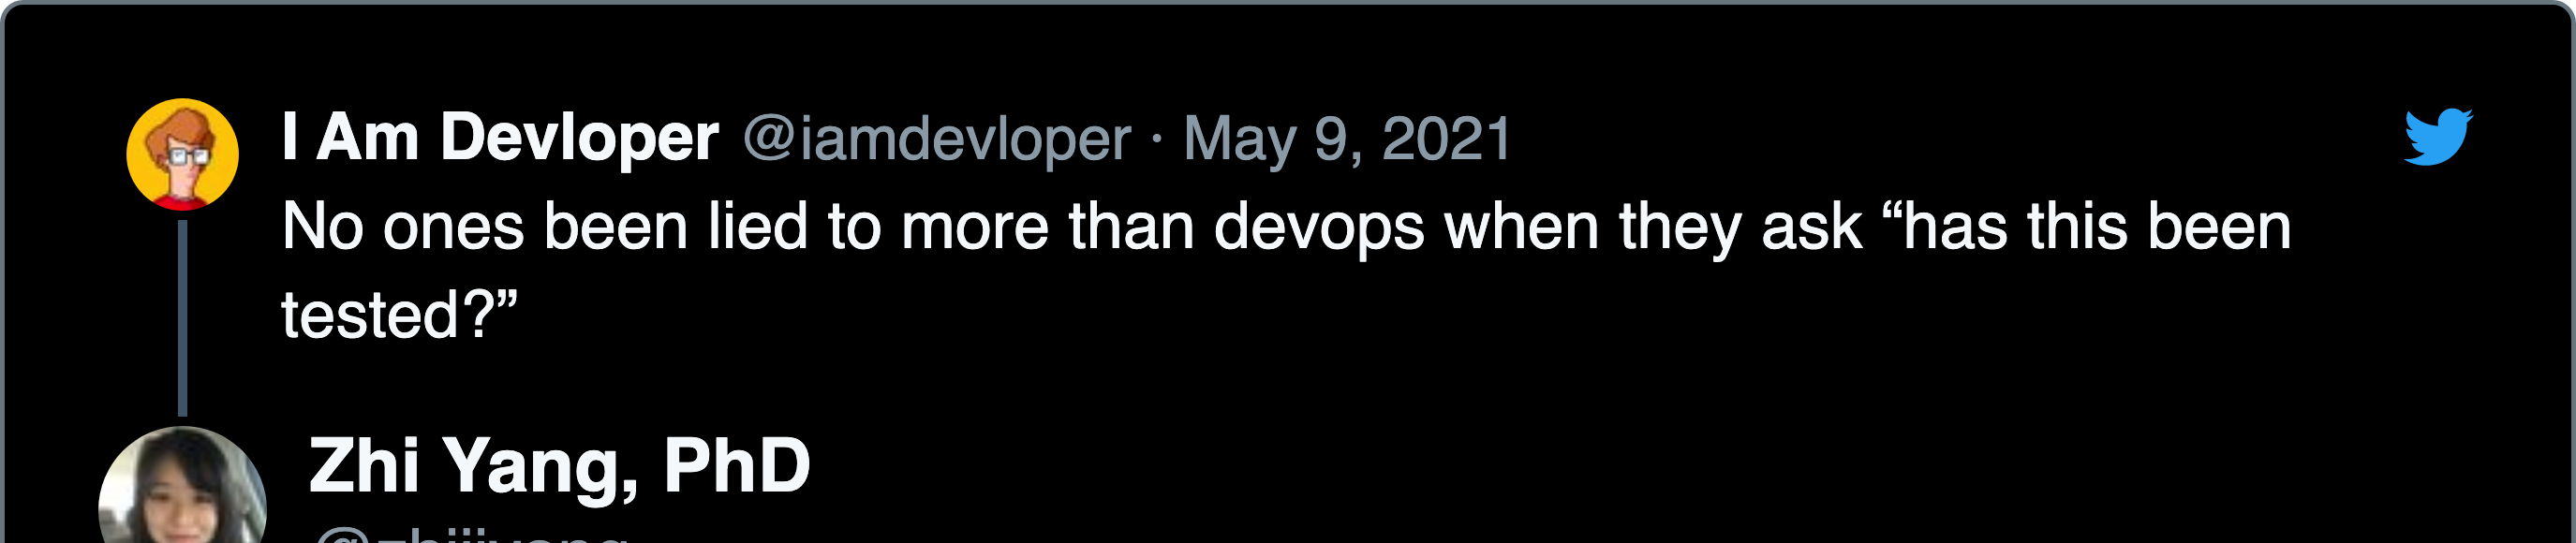 I Am Devloper @iamdevloper · May 9, 2021
No ones been lied to more than devops when they ask “has this been
tested?”
Zhi Yang, PhD